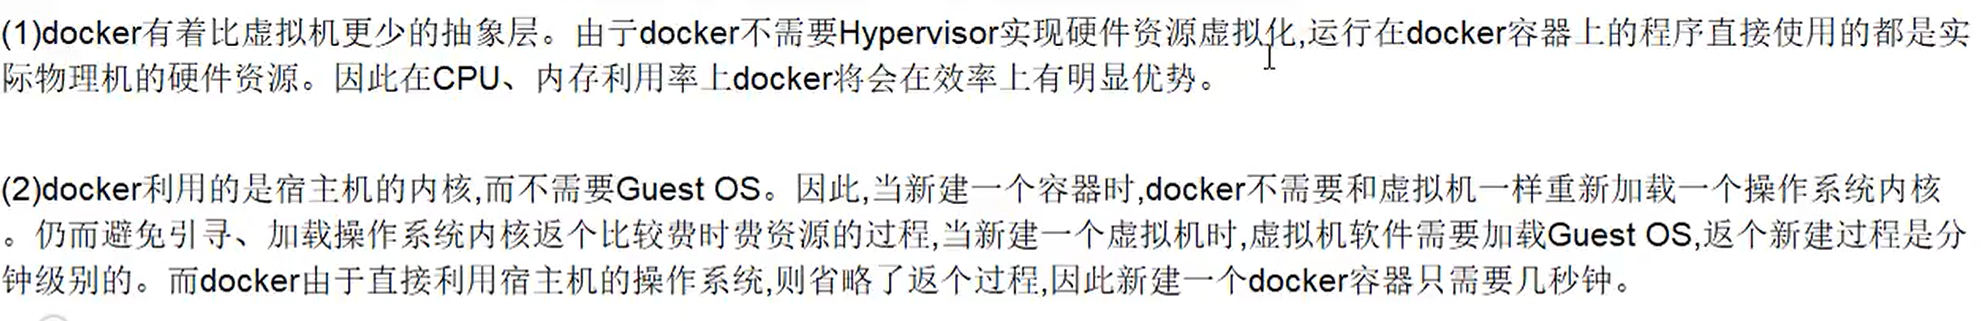 (1)docker有着比虚拟机更少的抽象层。由亍docker不需要Hypervisor实现硬件资源虚拟化,运行在docker容器上的程序直接使用的都是实
际物理机的硬件资源。因此在CPU、内存利用率上docker将会在效率上有明显优势。
(2)docker利用的是宿主机的内核,而不需要Guest OS。因此,当新建一个容器时,docker不需要和虚拟机一样重新加载一个操作系统内核
。仍而避免引寻、加载操作系统内核返个比较费时费资源的过程,当新建一个虚拟机时,虚拟机软件需要加载Guest OS,返个新建过程是分
钟级别的。而docker由于直接利用宿主机的操作系统,则省略了返个过程,因此新建一个docker容器只需要几秒钟。